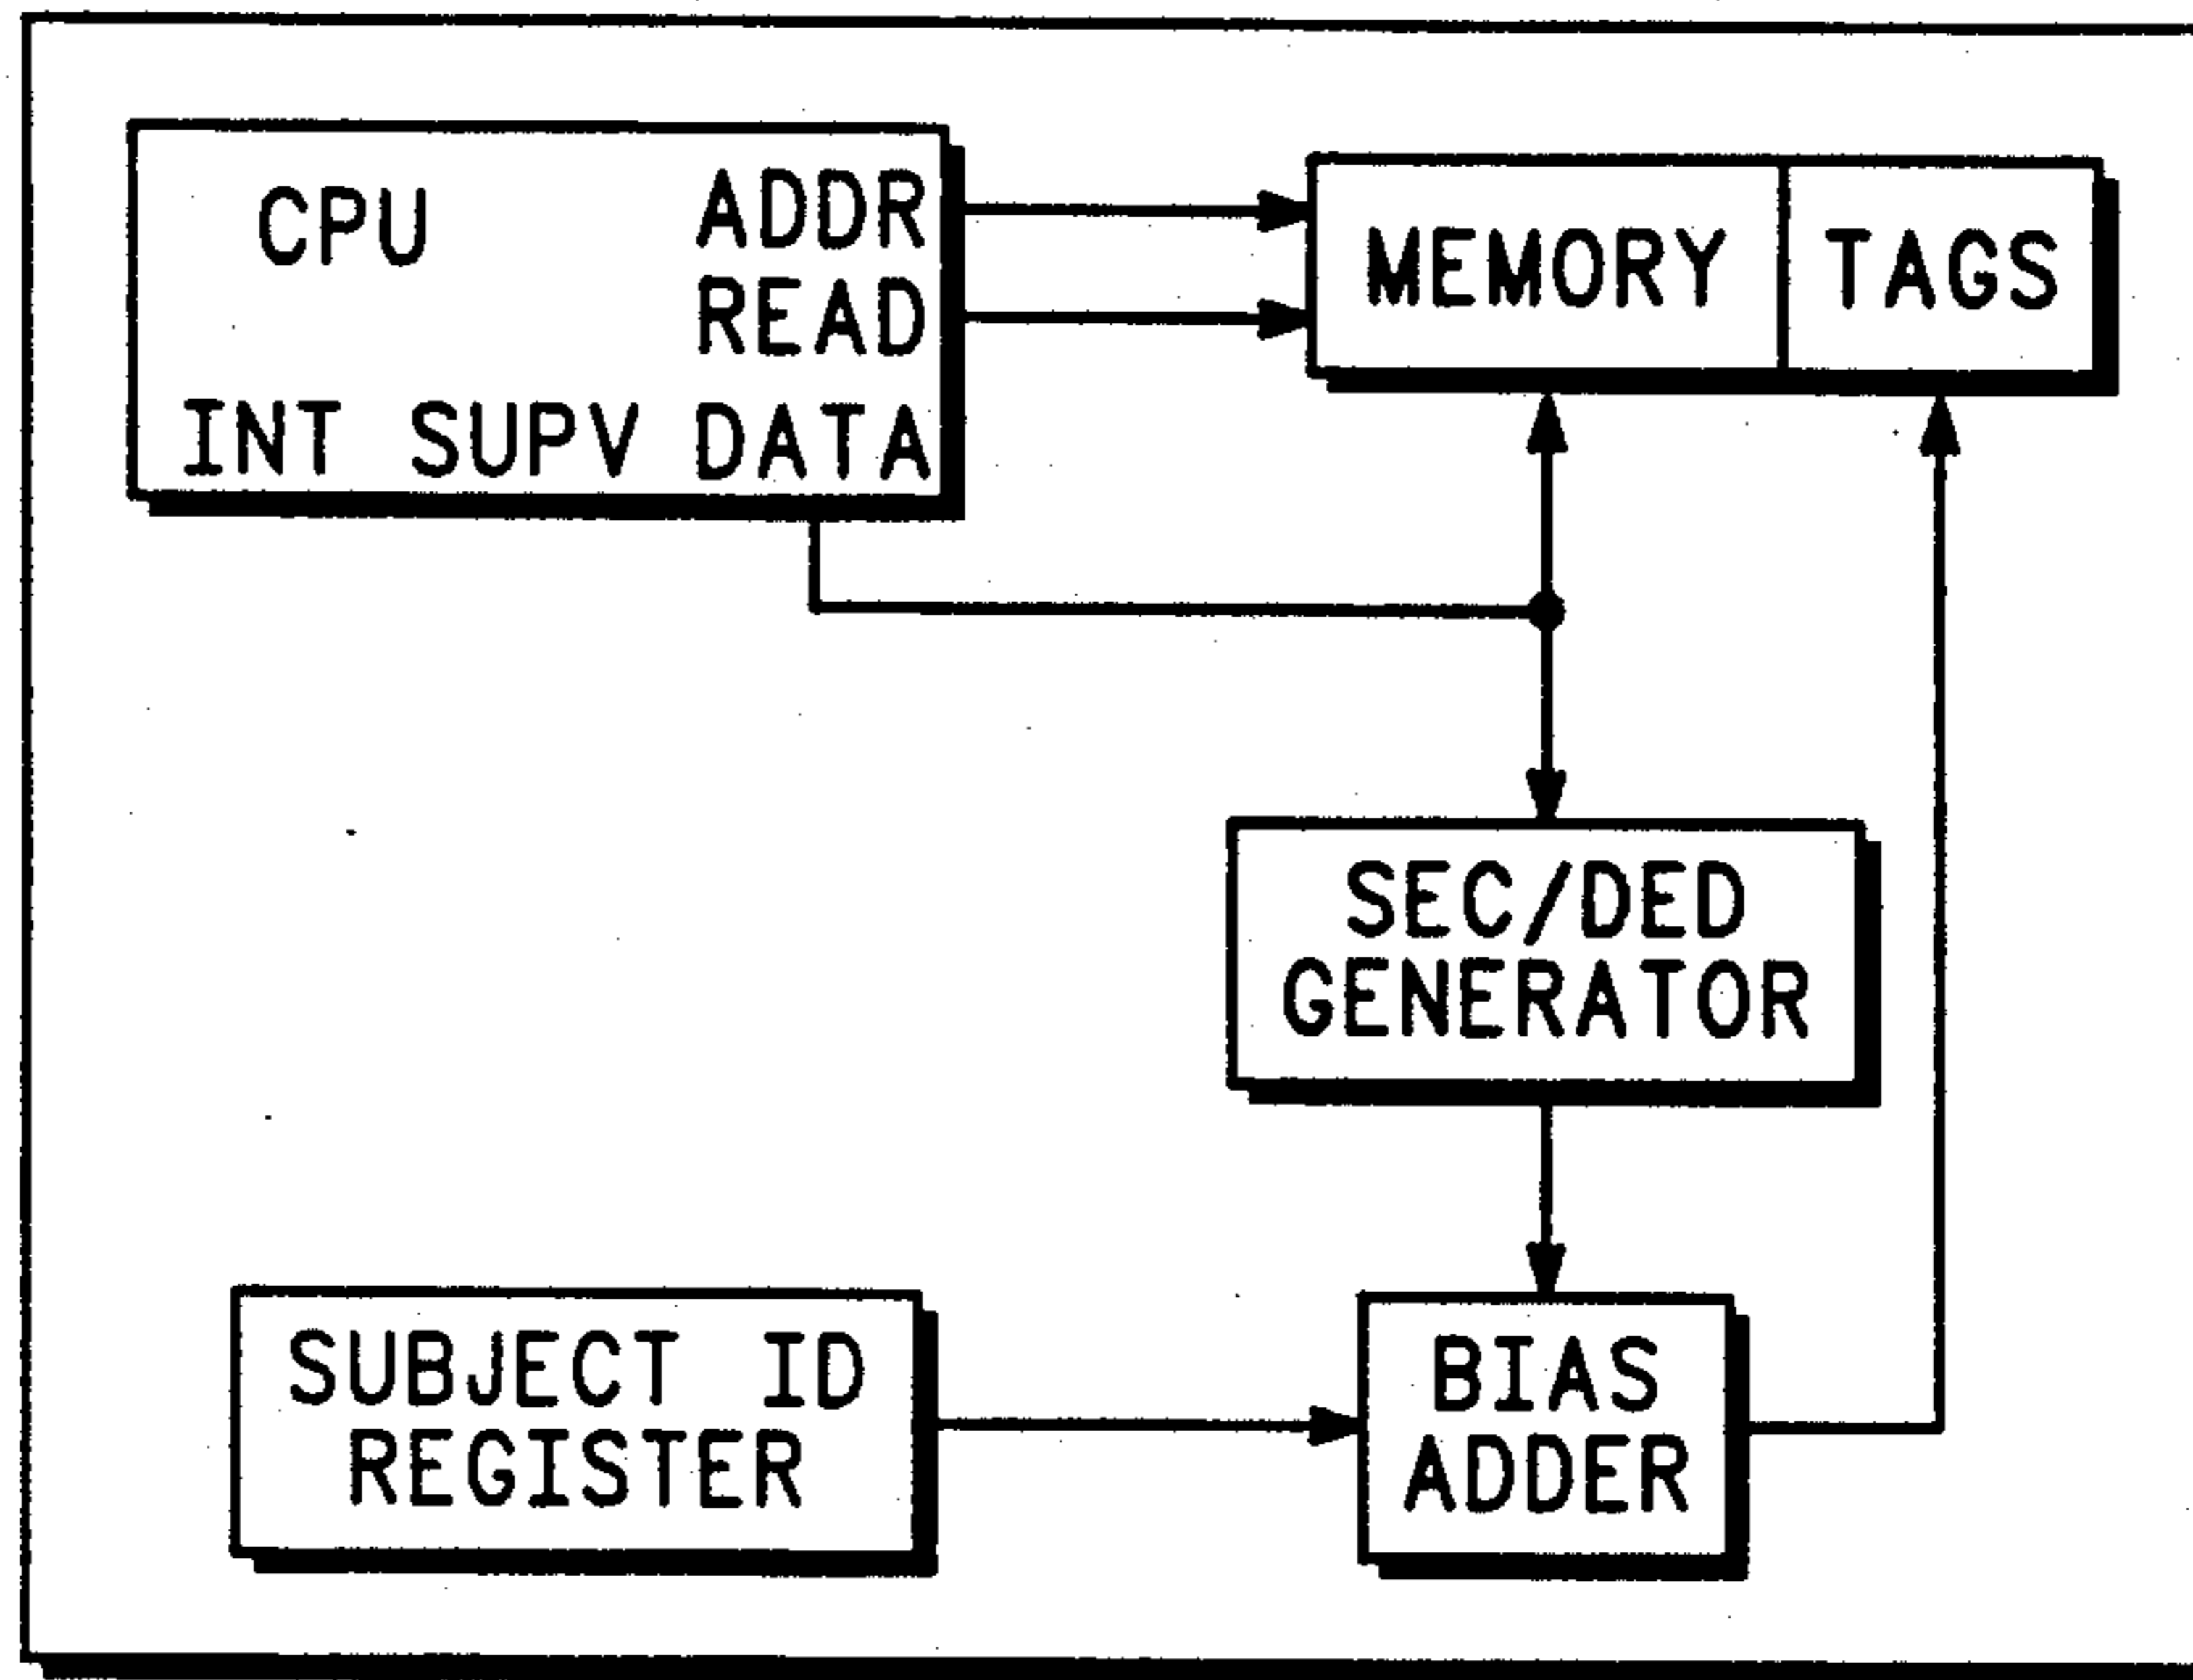 CPU ADDR
READ
INT SUPV DATA
MEMORY TAGS
SEC/DED
GENERATOR
SUBJECT ID
REGISTER
BIAS
ADDER